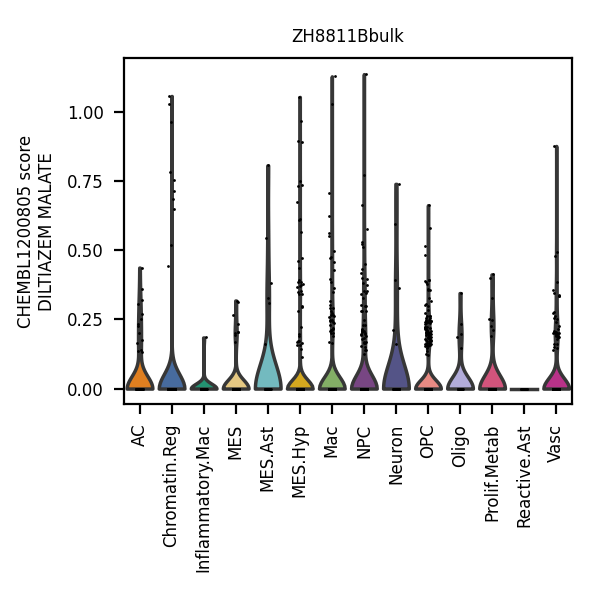 ZH8811Bbulk
CHEMBL1200805 score
DILTIAZEM MALATE
1.00
0.75
0.50
0.25
0.00
AC
Chromatin.Reg
Inflammatory.Mac
MES
MES.Ast
MES.Hyp
Mac
NPC
Neuron
OPC
Oligo
Prolif.Metab
Reactive.Ast
Vasc